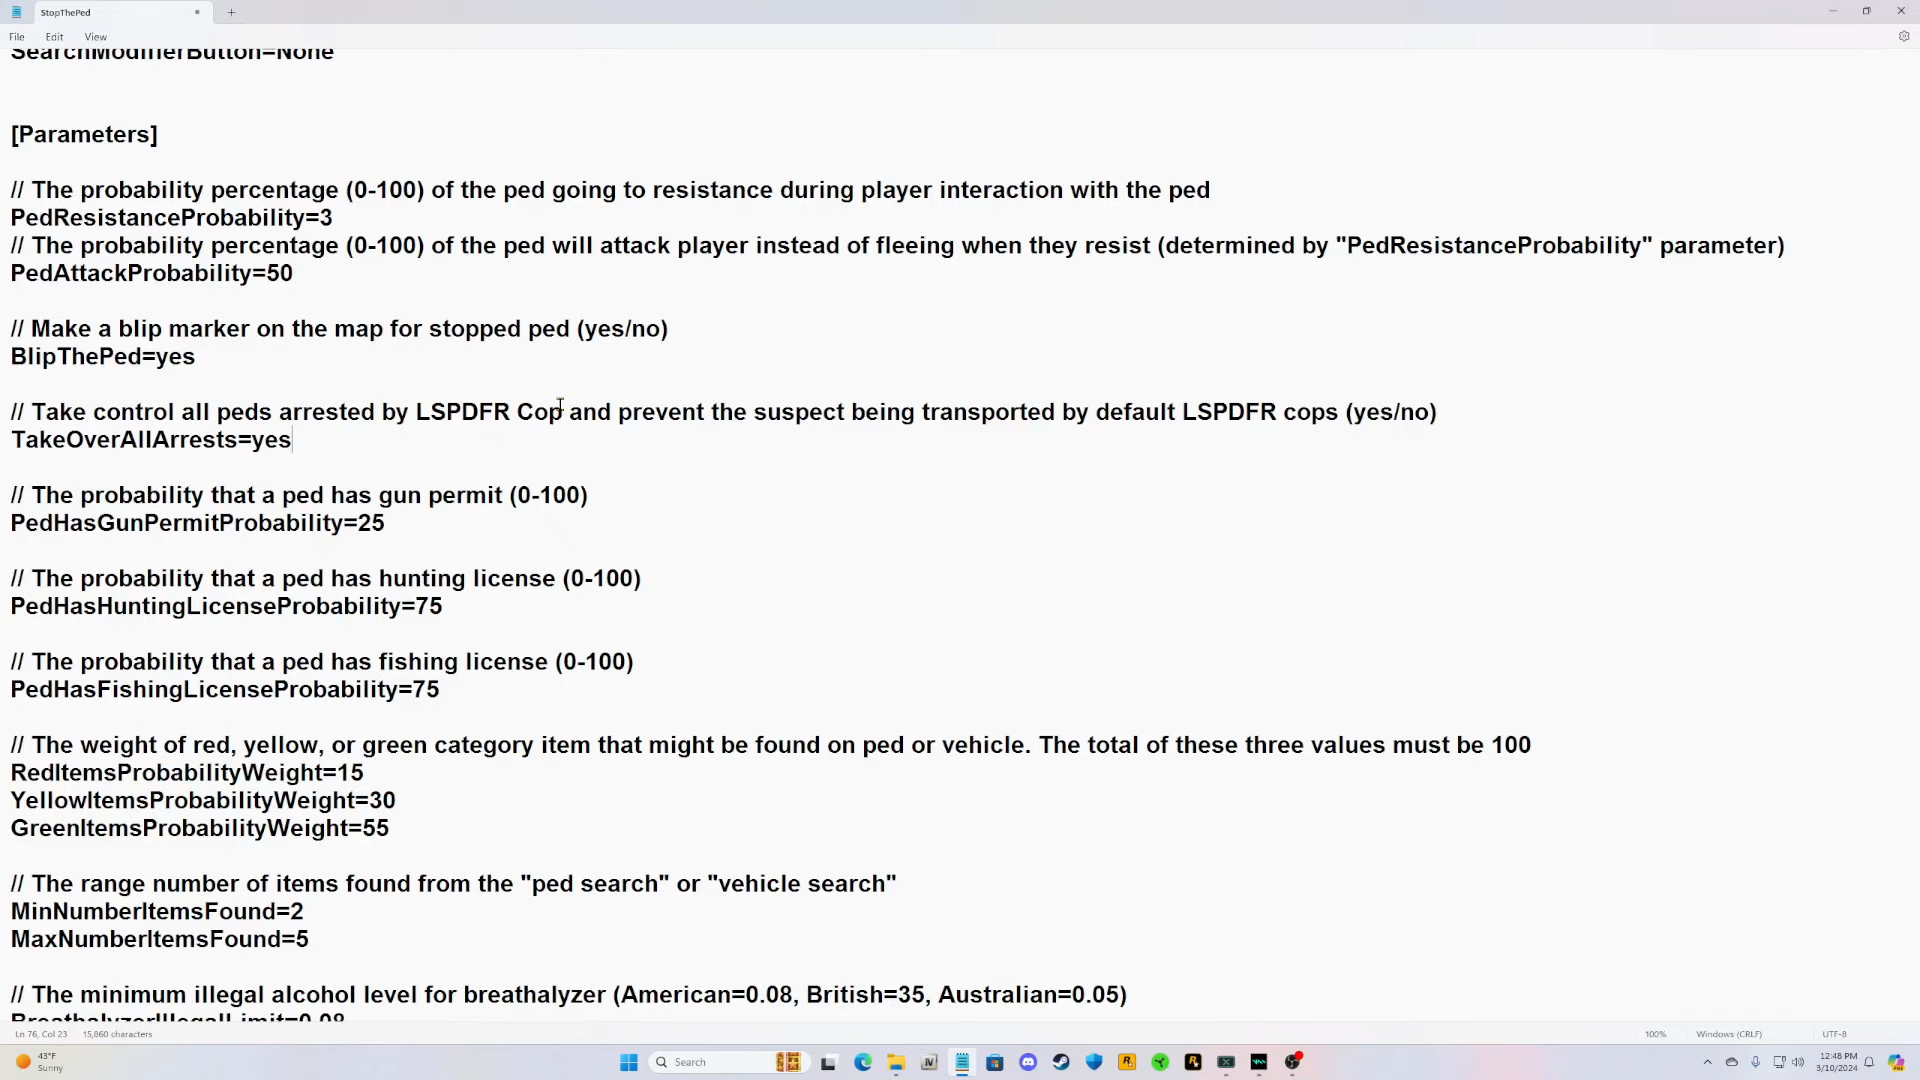 StopThePed
File Edit View
SearchModifierButton=None
[Parameters]
// The probability percentage (0-100) of the ped going to resistance during player interaction with the ped
PedResistanceProbability=3
// The probability percentage (0-100) of the ped will attack player instead of fleeing when they resist (determined by "PedResistanceProbability" parameter)
PedAttackProbability=50
// Make a blip marker on the map for stopped ped (yes/no)
BlipThePed=yes
// Take control all peds arrested by LSPDFR Cop and prevent the suspect being transported by default LSPDFR cops (yes/no)
TakeOverAllArrests=yes
// The probability that a ped has gun permit (0-100)
PedHasGunPermitProbability=25
// The probability that a ped has hunting license (0-100)
PedHasHuntingLicenseProbability=75
// The probability that a ped has fishing license (0-100)
PedHasFishingLicenseProbability=75
// The weight of red, yellow, or green category item that might be found on ped or vehicle. The total of these three values must be 100
RedItemsProbabilityWeight=15
YellowItemsProbabilityWeight=30
GreenItemsProbabilityWeight=55
// The range number of items found from the "ped search" or "vehicle search"
MinNumberItemsFound=2
MaxNumberItemsFound=5
// The minimum illegal alcohol level for breathalyzer (American=0.08, British=35, Australian=0.05)
BreathalyzerIllegalLimit=0.08
Ln 76, Col 23 15,860 characters 100% Windows (CRLF) UTF-8
43°F
Sunny
Search
12:48 PM
3/10/2024